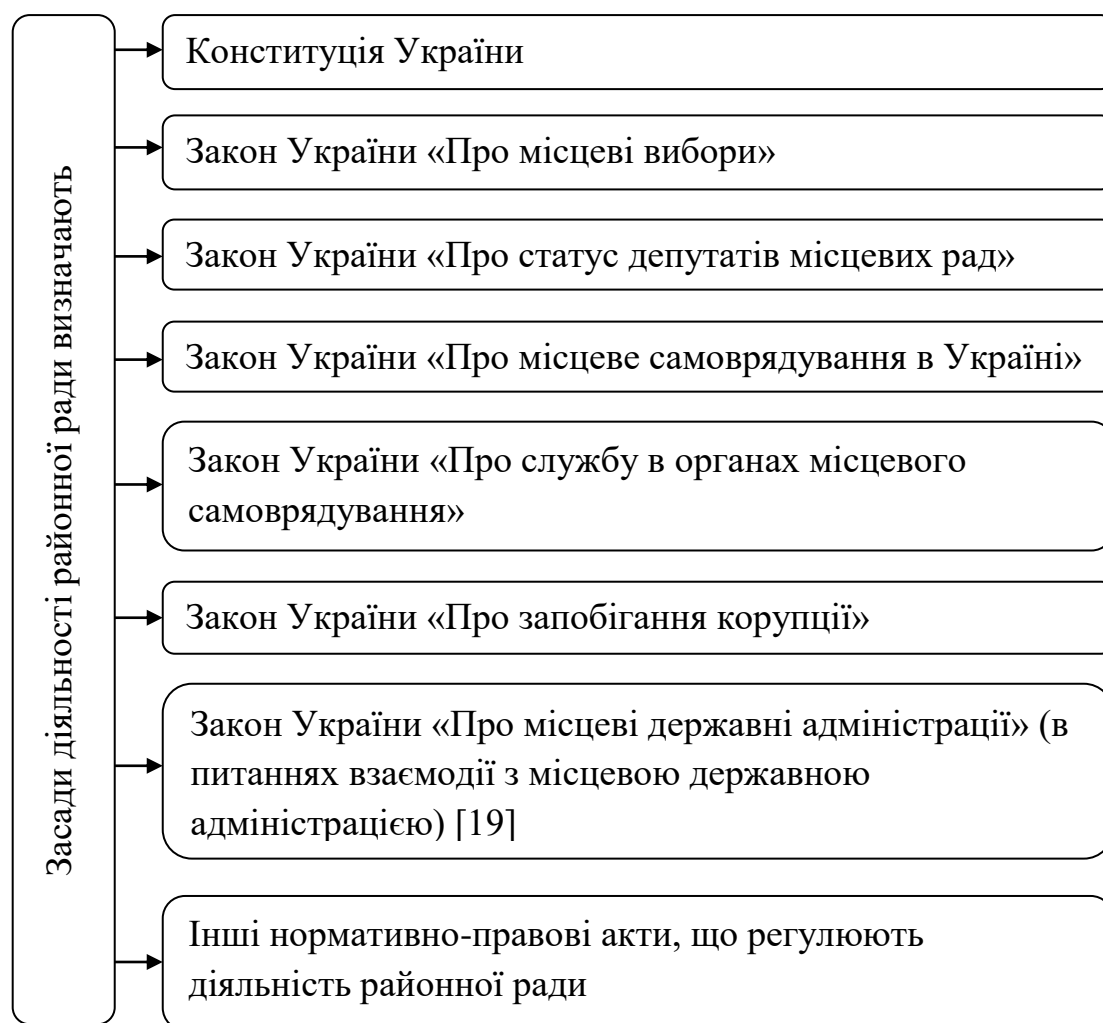 Засади діяльності районної ради визначають
Конституція України
Закон України «Про місцеві вибори»
Закон України «Про статус депутатів місцевих рад»
Закон України «Про місцеве самоврядування в Україні»
Закон України «Про службу в органах місцевого
самоврядування»
Закон України «Про запобігання корупції»
Закон України «Про місцеві державні адміністрації» (в
питаннях взаємодії з місцевою державною
адміністрацією) [19]
Інші нормативно-правові акти, що регулюють
діяльність районної ради